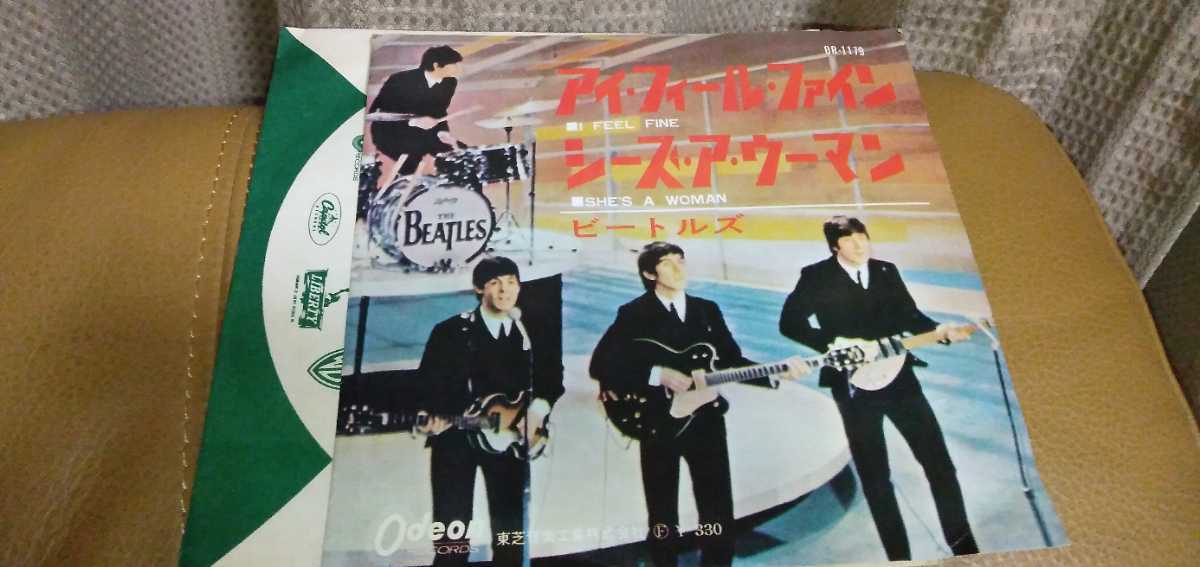 OR-1179
アイ・フィール・ファイン
■I FEEL FINE
シーズ・ア・ウーマン
■SHE'S A WOMAN
ビートルズ
Ludwig
THE
BEATLES
RECORDS
Capitol
LIBERTY
Odeon
RECORDS
東芝音楽工業株式会社 Ⓕ ¥ 330